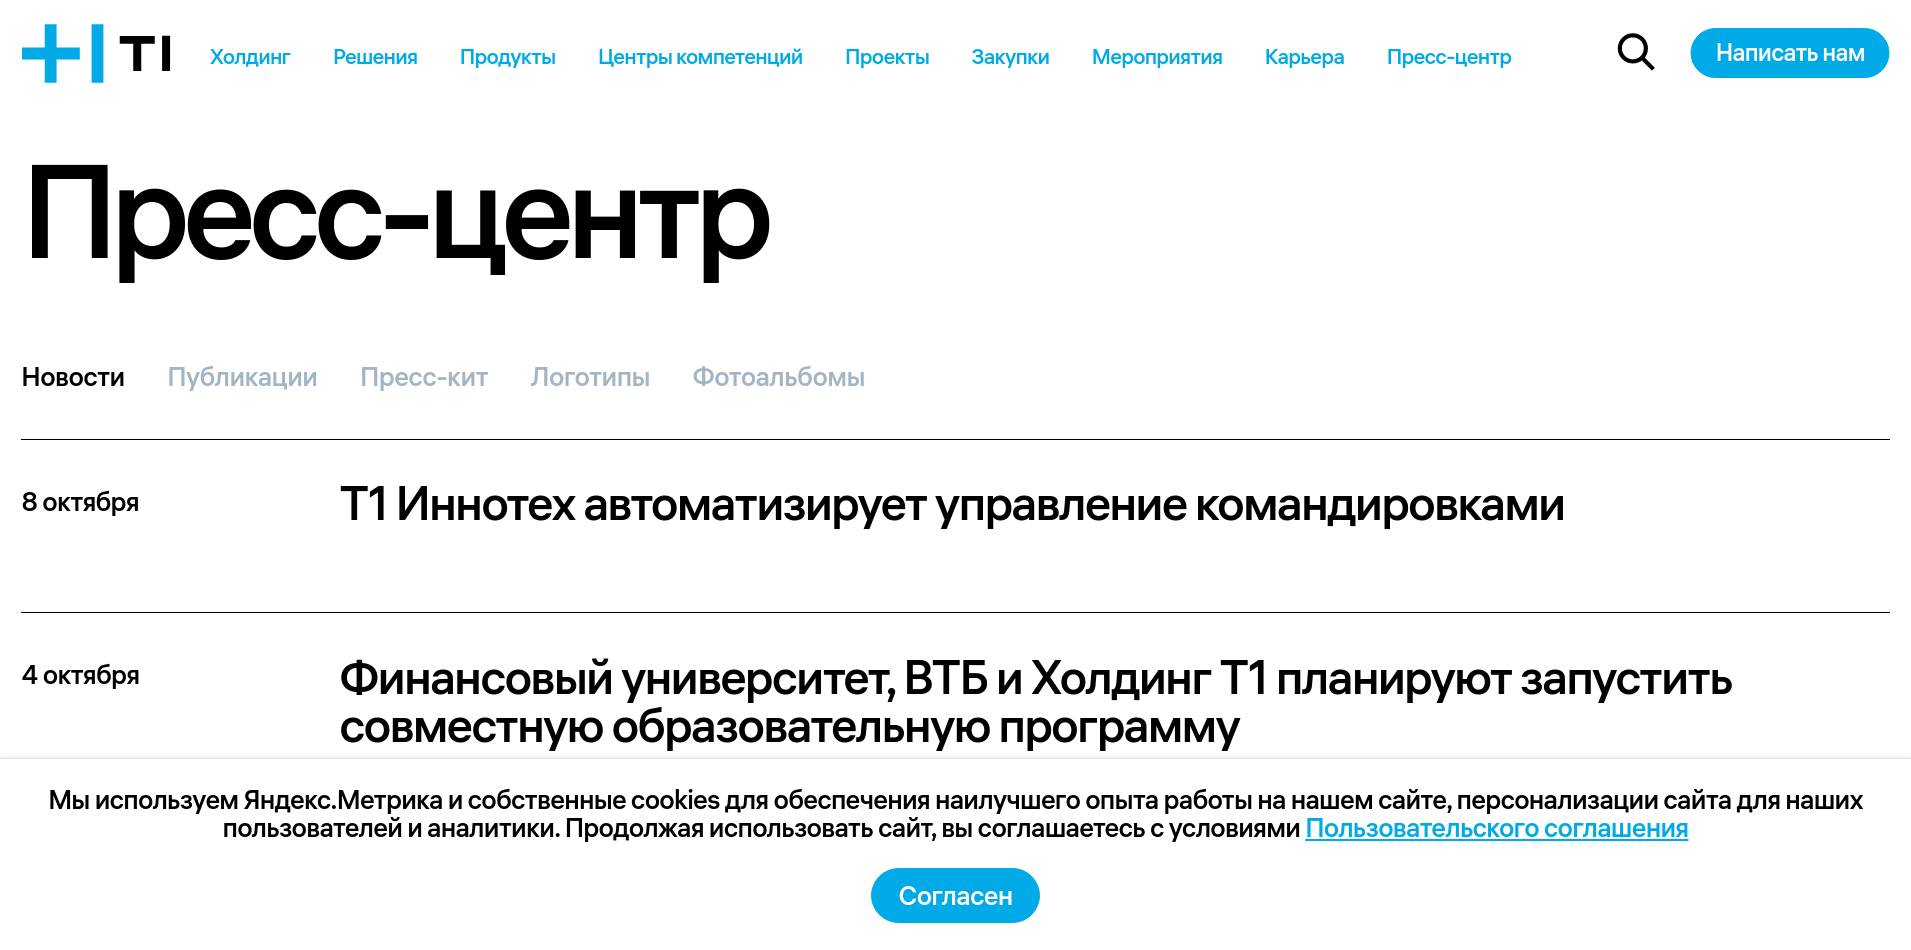 T1
Холдинг Решения Продукты Центры компетенций Проекты Закупки Мероприятия Карьера Пресс-центр
Написать нам
Пресс-центр
Новости Публикации Пресс-кит Логотипы Фотоальбомы
8 октября
Т1 Иннотех автоматизирует управление командировками
4 октября
Финансовый университет, ВТБ и Холдинг Т1 планируют запустить
совместную образовательную программу
Мы используем Яндекс.Метрика и собственные cookies для обеспечения наилучшего опыта работы на нашем сайте, персонализации сайта для наших
пользователей и аналитики. Продолжая использовать сайт, вы соглашаетесь с условиями Пользовательского соглашения
Согласен